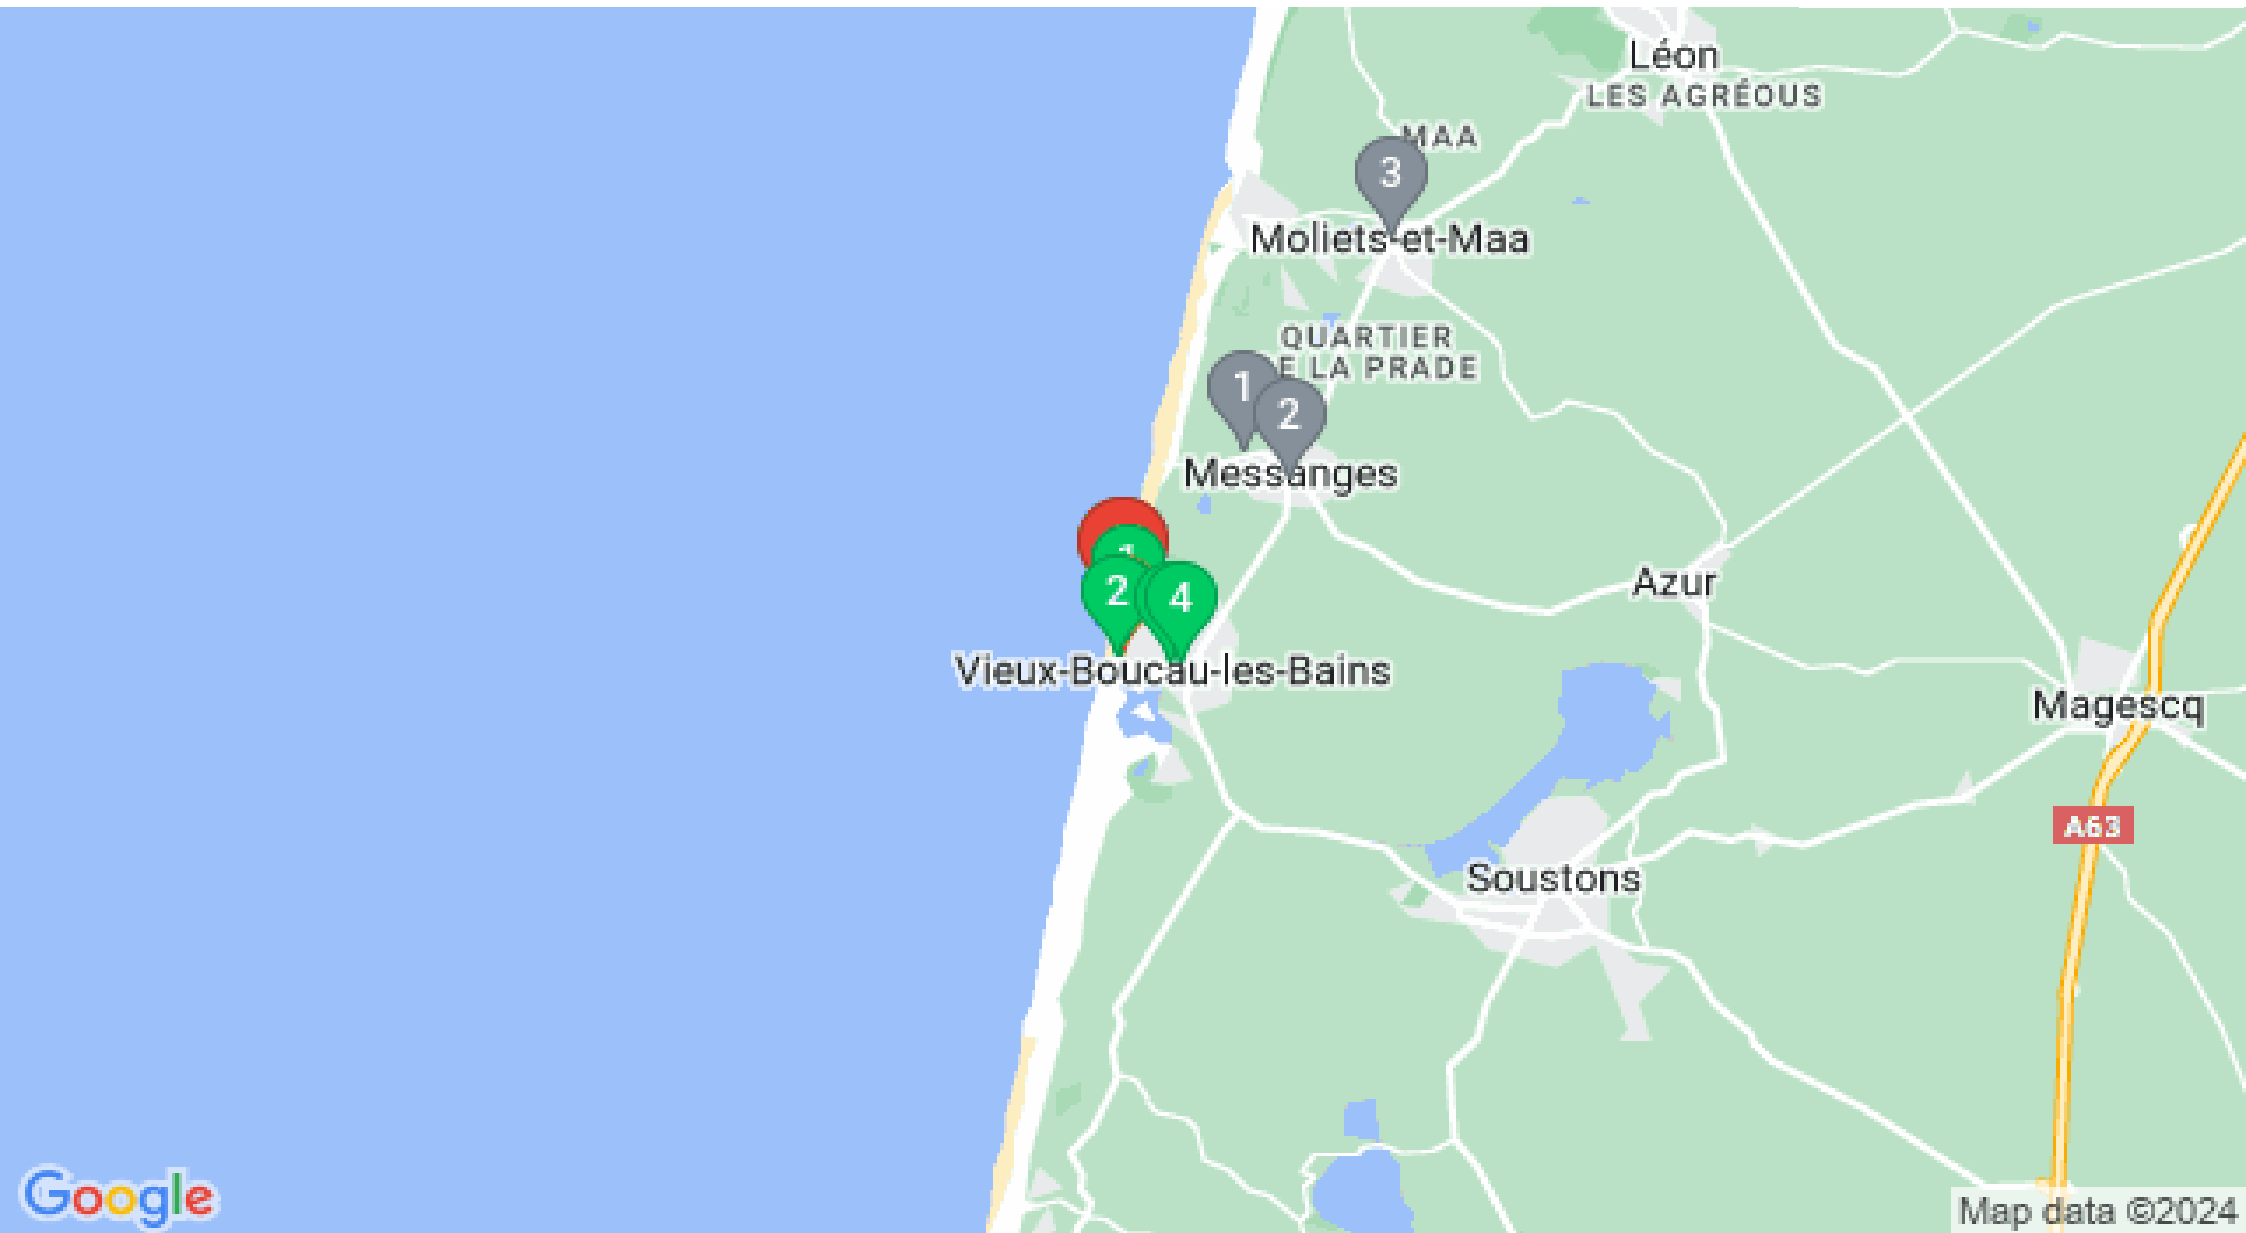 Léon
LES AGRÉOUS
MAA
3
Moliets-et-Maa
QUARTIER
E LA PRADE
1
2
Messanges
2
4
Azur
Vieux-Boucau-les-Bains
Magescq
A63
Soustons
Google
Map data ©2024